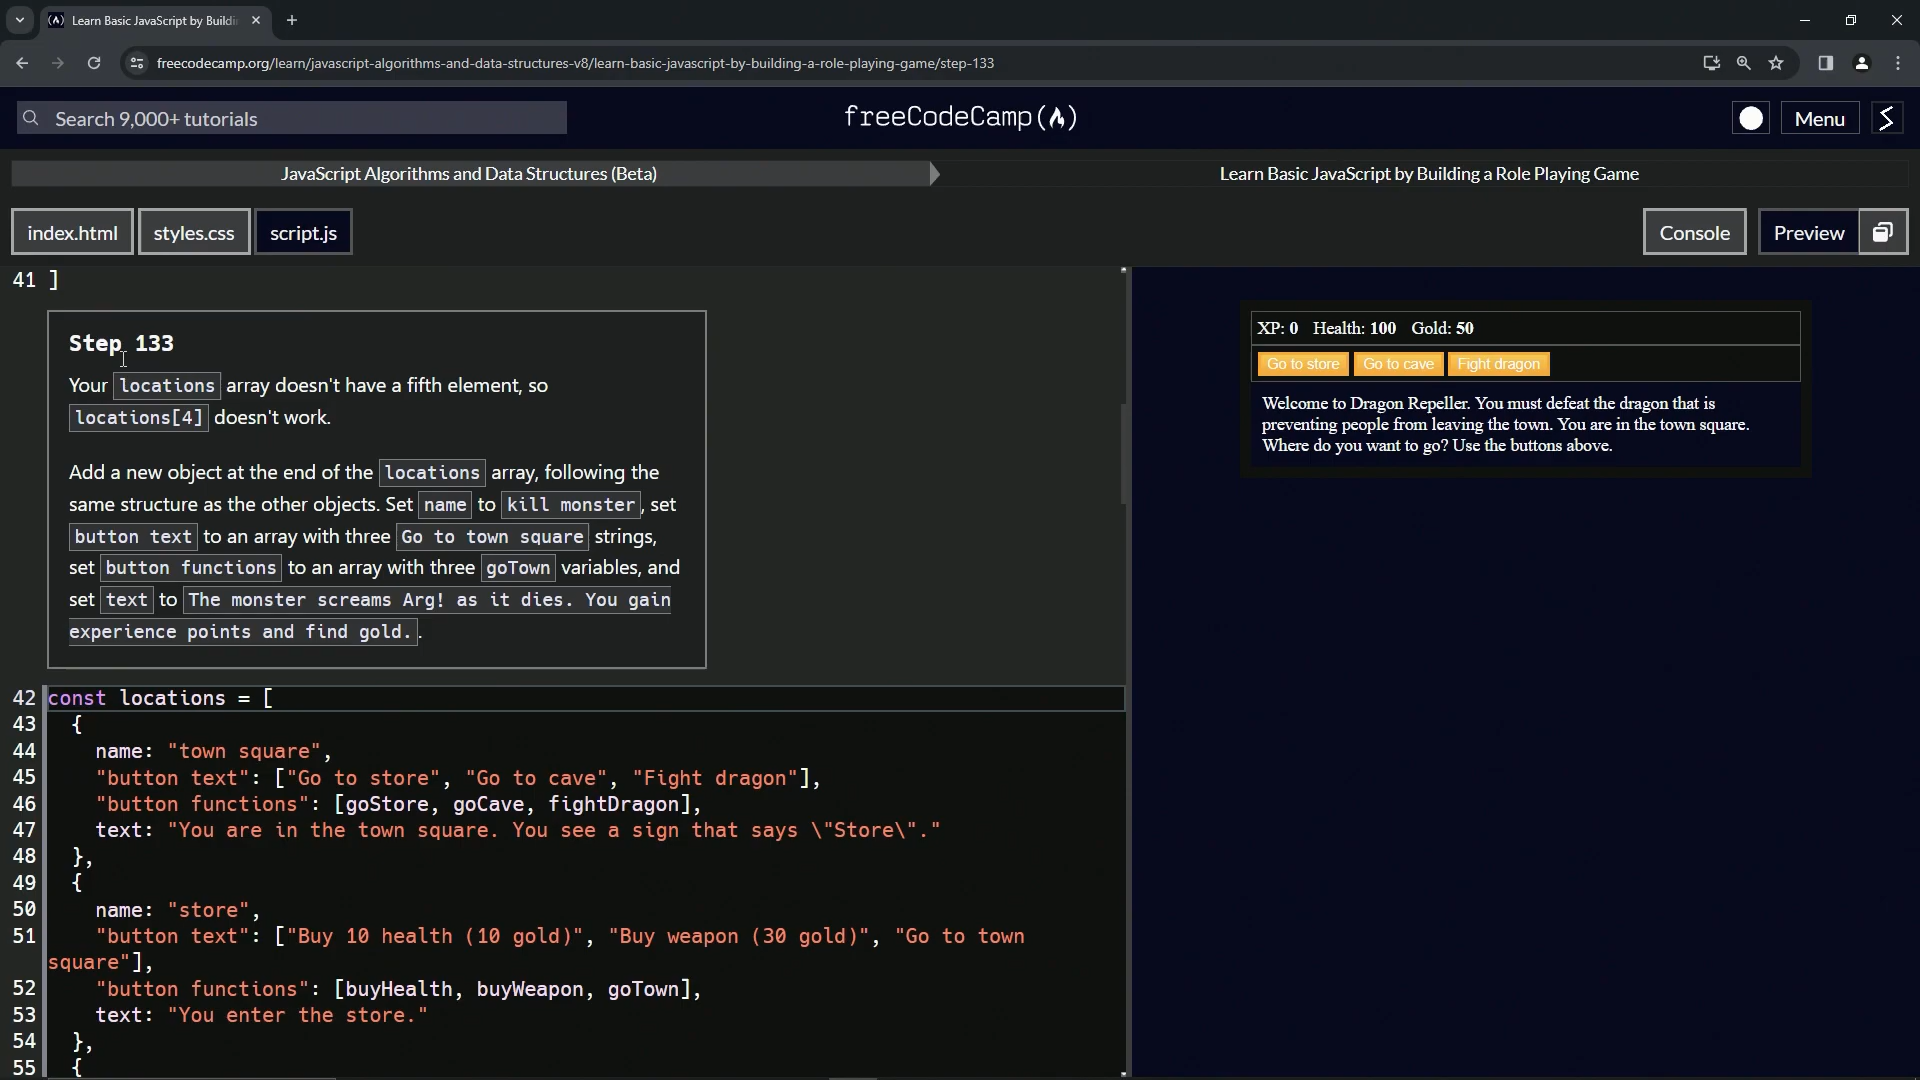 Learn Basic JavaScript by Buildi
freecodecamp.org/learn/javascript-algorithms-and-data-structures-v8/learn-basic-javascript-by-building-a-role-playing-game/step-133
Search 9,000+ tutorials
freeCodeCamp
Menu
JavaScript Algorithms and Data Structures (Beta)
Learn Basic JavaScript by Building a Role Playing Game
index.html
styles.css
script.js
Console
Preview
41 ]
Step 133
Your locations array doesn't have a fifth element, so
locations[4] doesn't work.
Add a new object at the end of the locations array, following the
same structure as the other objects. Set name to kill monster, set
button text to an array with three Go to town square strings,
set button functions to an array with three goTown variables, and
set text to The monster screams Arg! as it dies. You gain
experience points and find gold..
42 const locations = [
43 {
44 name: "town square",
45 "button text": ["Go to store", "Go to cave", "Fight dragon"],
46 "button functions": [goStore, goCave, fightDragon],
47 text: "You are in the town square. You see a sign that says \"Store\"."
48 },
49 {
50 name: "store",
51 "button text": ["Buy 10 health (10 gold)", "Buy weapon (30 gold)", "Go to town
square"],
52 "button functions": [buyHealth, buyWeapon, goTown],
53 text: "You enter the store."
54 },
55 {
XP: 0 Health: 100 Gold: 50
Go to store Go to cave Fight dragon
Welcome to Dragon Repeller. You must defeat the dragon that is
preventing people from leaving the town. You are in the town square.
Where do you want to go? Use the buttons above.